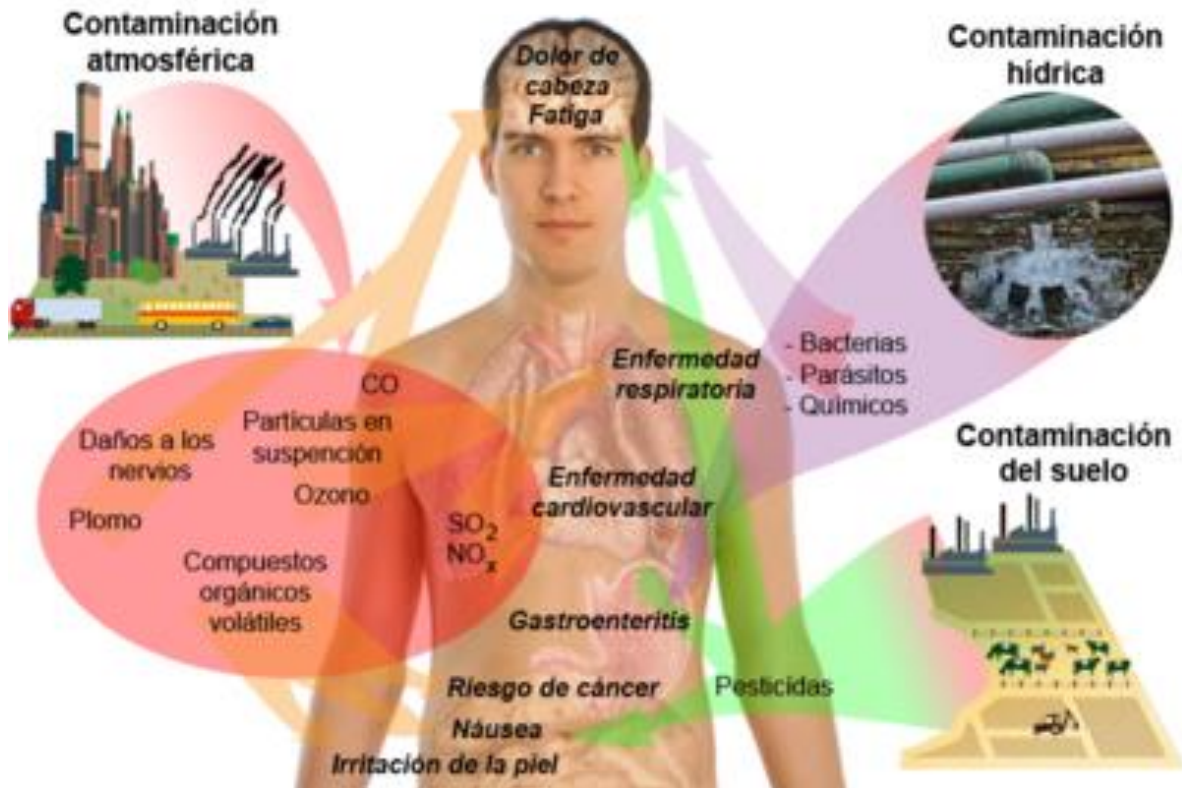 Contaminación
atmosférica
Dolor de
cabeza
Fatiga
Contaminación
hídrica
- Bacterias
- Parásitos
- Químicos
Enfermedad
respiratoria
CO
Partículas en
suspención
Daños a los
nervios
Ozono
Plomo
SO₂
NOₓ
Compuestos
orgánicos
volátiles
Enfermedad
cardiovascular
Contaminación
del suelo
Gastroenteritis
Riesgo de cáncer
Pesticidas
Náusea
Irritación de la piel